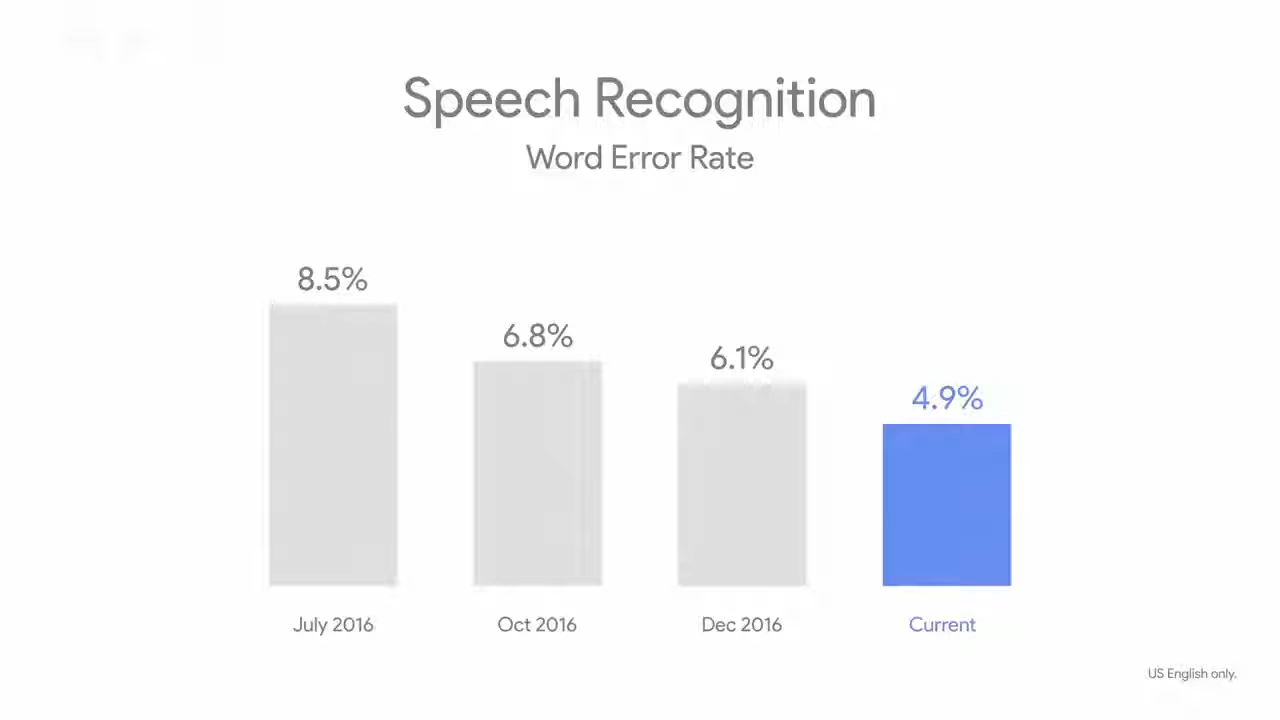 Speech Recognition
Word Error Rate
8.5%
6.8%
6.1%
4.9%
July 2016
Oct 2016
Dec 2016
Current
US English only.